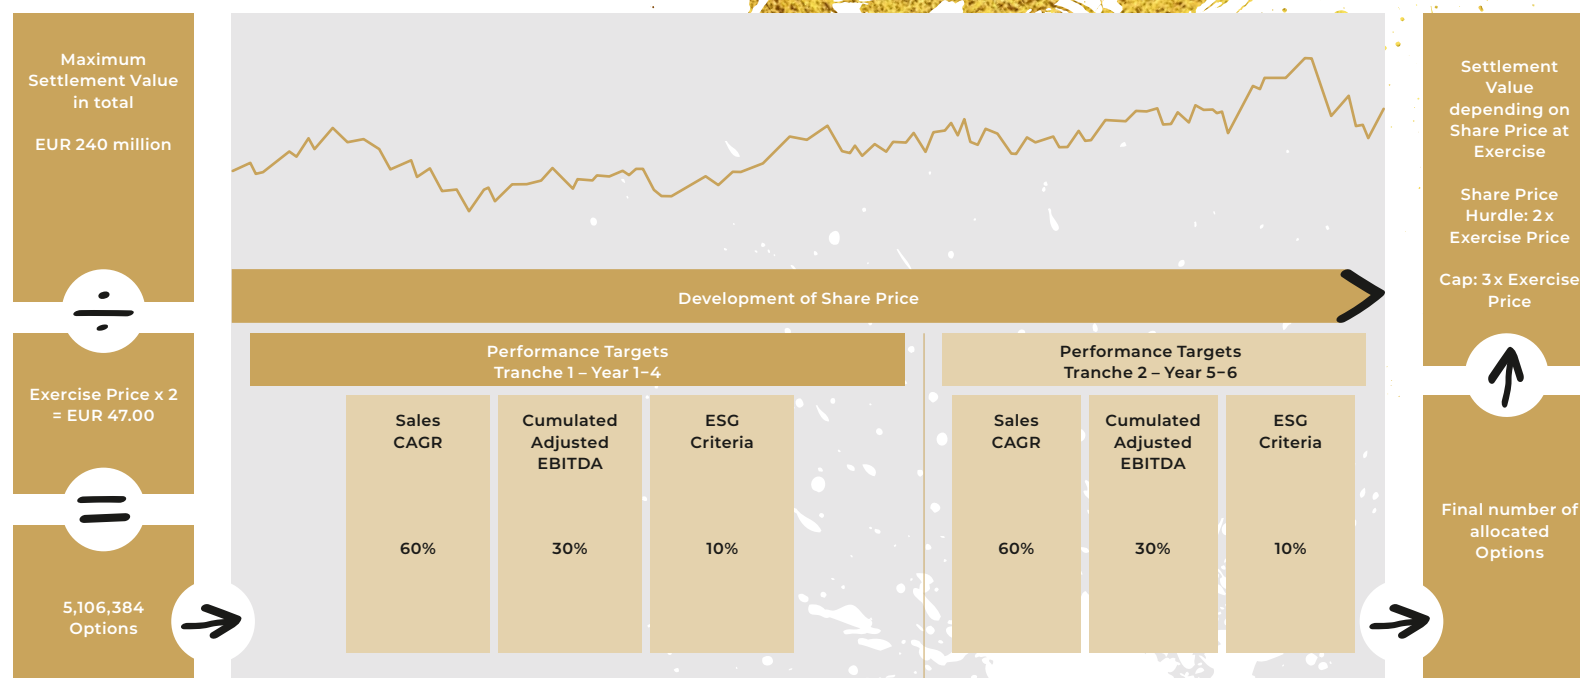 Maximum
Settlement Value
in total
EUR 240 million
Exercise Price x 2
= EUR 47.00
5,106,384
Options
Development of Share Price
Performance Targets
Tranche 1 – Year 1–4
Sales
CAGR
60%
Cumulated
Adjusted
EBITDA
30%
ESG
Criteria
10%
Performance Targets
Tranche 2 – Year 5–6
Sales
CAGR
60%
Cumulated
Adjusted
EBITDA
30%
ESG
Criteria
10%
Settlement
Value
depending on
Share Price at
Exercise
Share Price
Hurdle: 2 x
Exercise Price
Cap: 3 x Exercise
Price
Final number of
allocated
Options